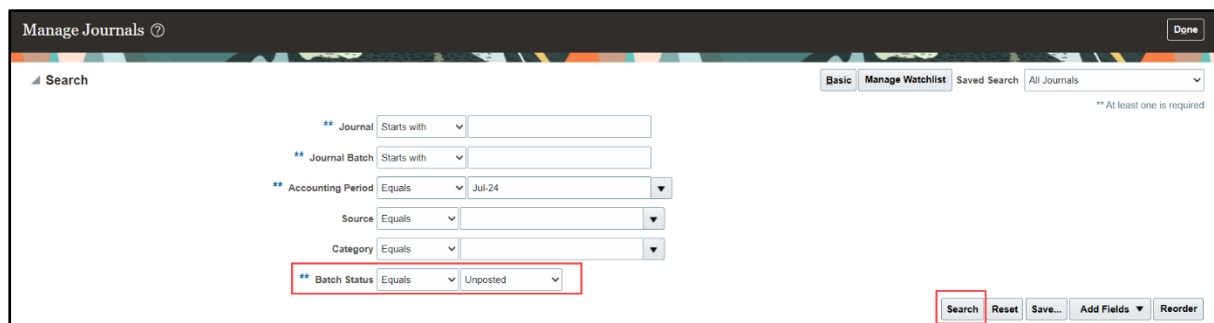 Manage Journals ?
Done
Search
Basic Manage Watchlist Saved Search All Journals
** At least one is required
** Journal Starts with
** Journal Batch Starts with
** Accounting Period Equals Jul-24
Source Equals
Category Equals
** Batch Status Equals Unposted
Search Reset Save... Add Fields Reorder